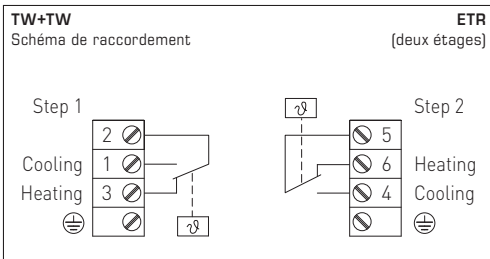 TW+TW ETR
Schéma de raccordement (deux étages)
Step 1 ϑ Step 2
2 5
Cooling 1 6 Heating
Heating 3 4 Cooling
ϑ